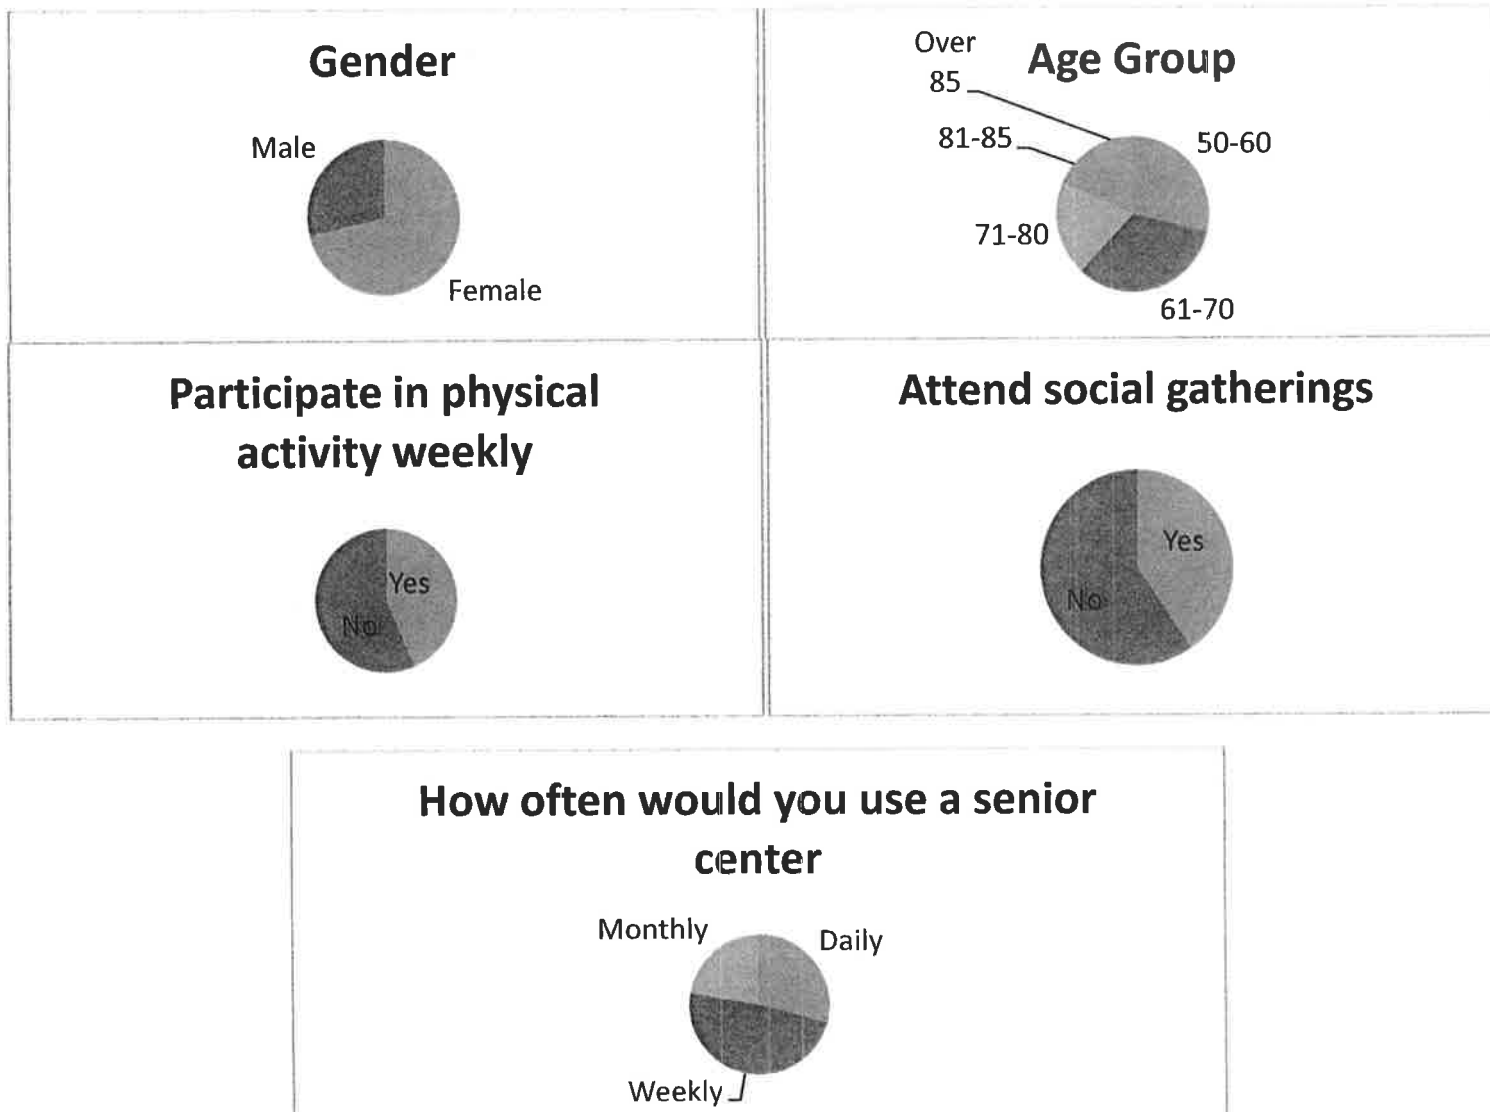 Gender
Male
Female
Age Group
Over
85
81-85
71-80
50-60
61-70
Participate in physical
activity weekly
Yes
No
Attend social gatherings
Yes
No
How often would you use a senior
center
Monthly
Daily
Weekly